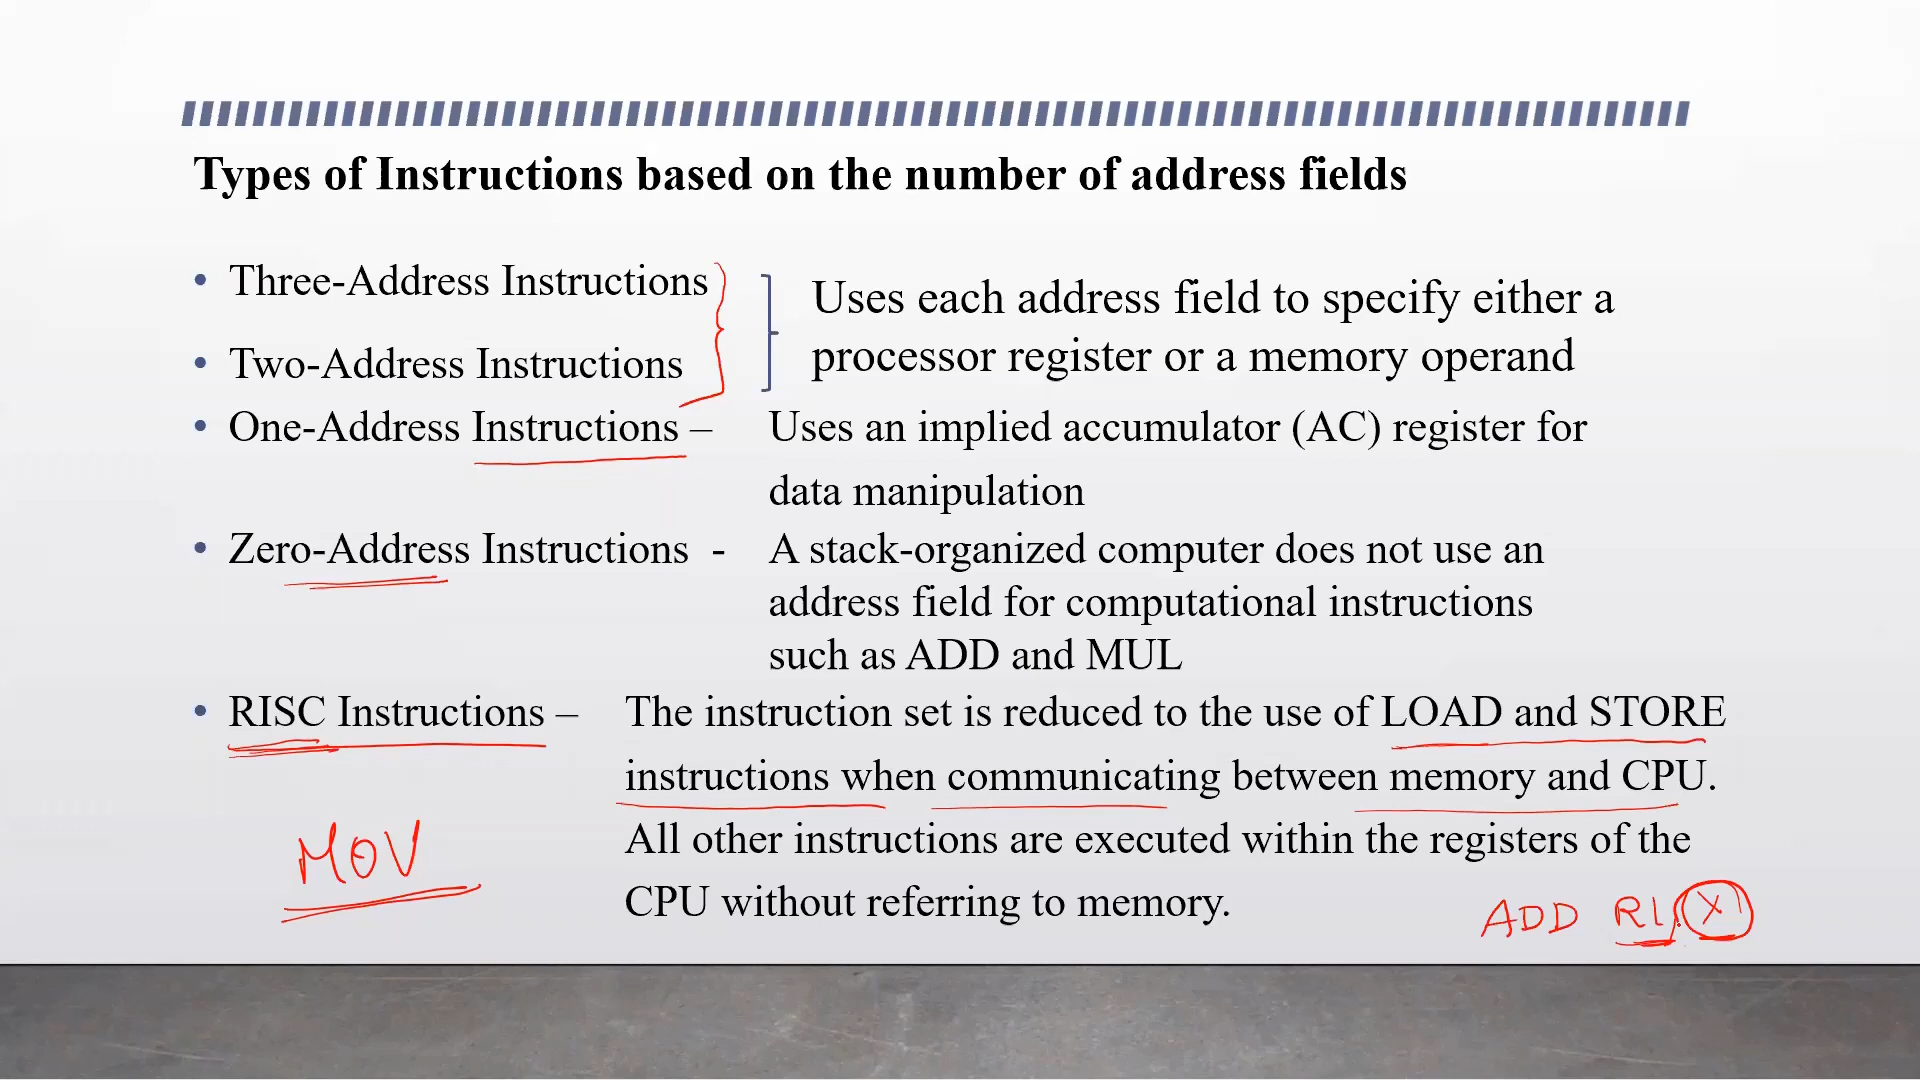 Types of Instructions based on the number of address fields
• Three-Address Instructions
• Two-Address Instructions
Uses each address field to specify either a
processor register or a memory operand
• One-Address Instructions – Uses an implied accumulator (AC) register for
data manipulation
• Zero-Address Instructions - A stack-organized computer does not use an
address field for computational instructions
such as ADD and MUL
• RISC Instructions – The instruction set is reduced to the use of LOAD and STORE
instructions when communicating between memory and CPU.
All other instructions are executed within the registers of the
CPU without referring to memory.
MOV
ADD R1, X